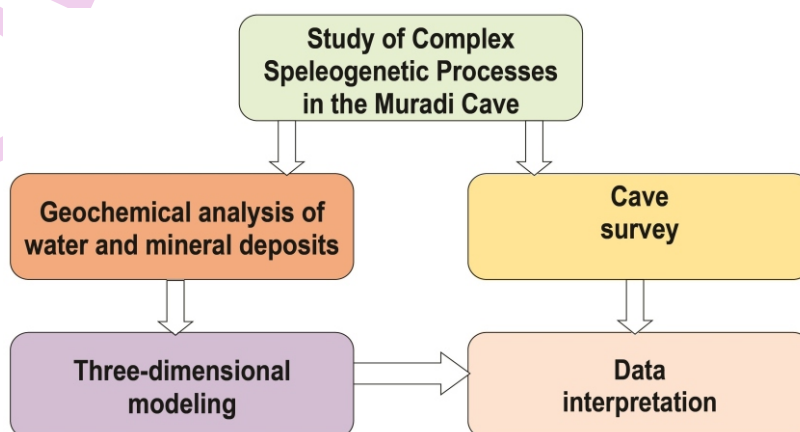 Study of Complex
Speleogenetic Processes
in the Muradi Cave
Geochemical analysis of
water and mineral deposits
Cave
survey
Three-dimensional
modeling
Data
interpretation